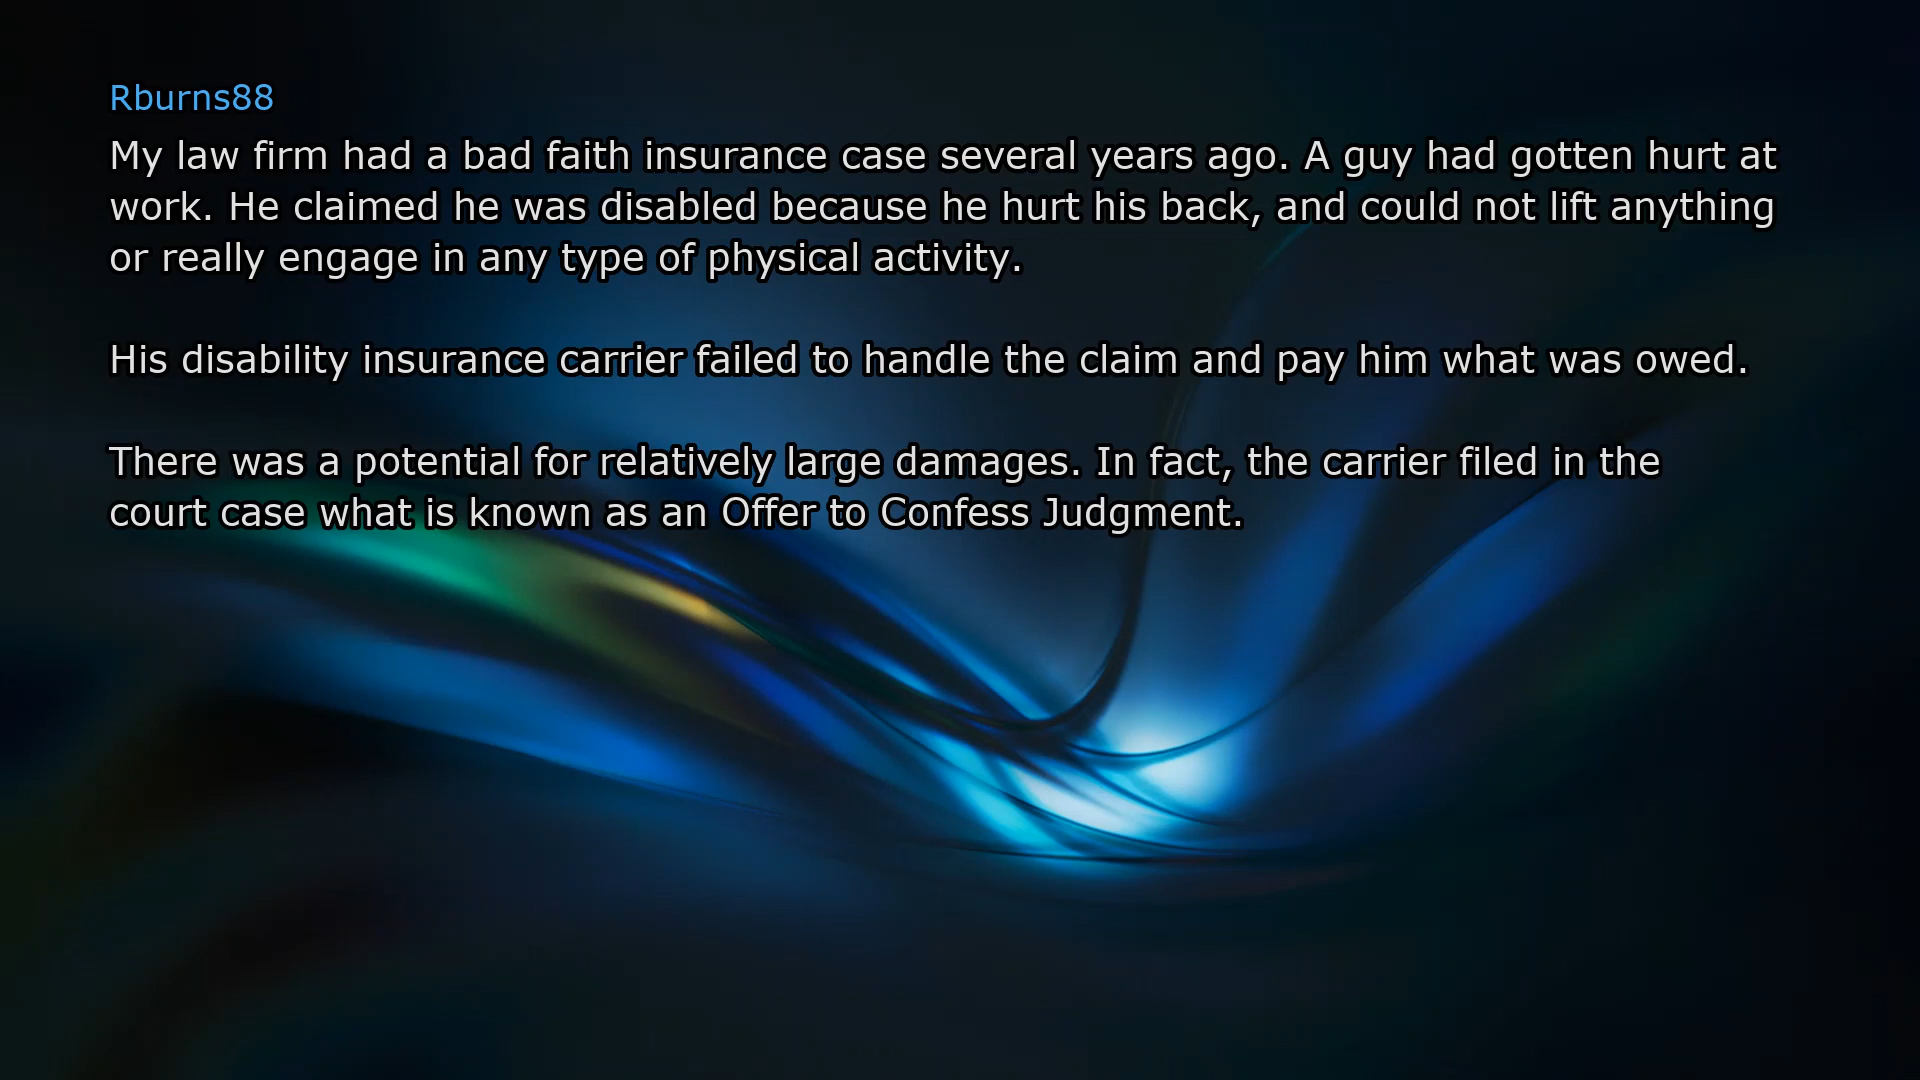 Rburns88
My law firm had a bad faith insurance case several years ago. A guy had gotten hurt at
work. He claimed he was disabled because he hurt his back, and could not lift anything
or really engage in any type of physical activity.
His disability insurance carrier failed to handle the claim and pay him what was owed.
There was a potential for relatively large damages. In fact, the carrier filed in the
court case what is known as an Offer to Confess Judgment.